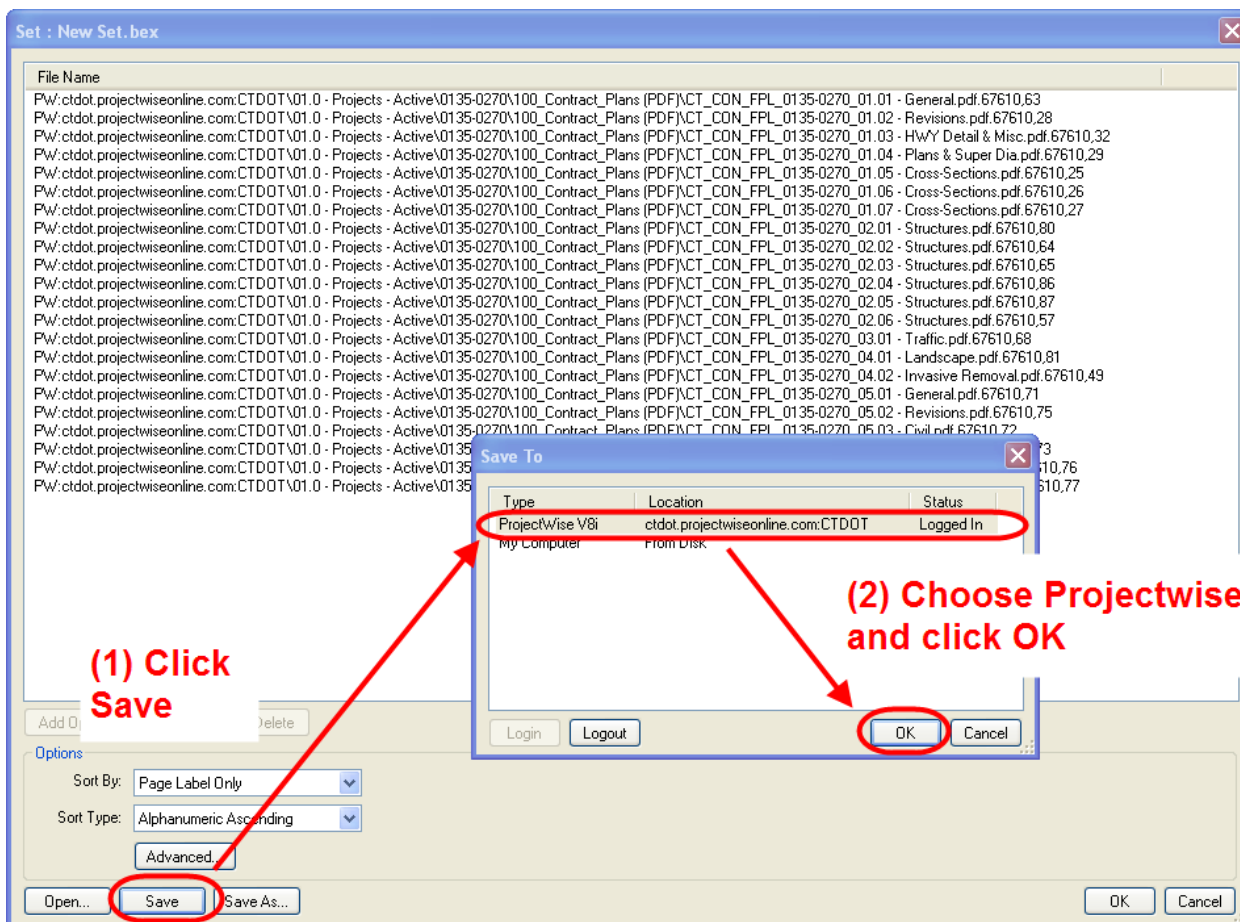 Set : New Set.bex
File Name
PW:ctdot.projectwiseonline.com:CTDOT\01.0 - Projects - Active\0135-0270\100_Contract_Plans (PDF)\CT_CON_FPL_0135-0270_01.01 - General.pdf.67610,63
PW:ctdot.projectwiseonline.com:CTDOT\01.0 - Projects - Active\0135-0270\100_Contract_Plans (PDF)\CT_CON_FPL_0135-0270_01.02 - Revisions.pdf.67610,28
PW:ctdot.projectwiseonline.com:CTDOT\01.0 - Projects - Active\0135-0270\100_Contract_Plans (PDF)\CT_CON_FPL_0135-0270_01.03 - HWY Detail & Misc.pdf.67610,32
PW:ctdot.projectwiseonline.com:CTDOT\01.0 - Projects - Active\0135-0270\100_Contract_Plans (PDF)\CT_CON_FPL_0135-0270_01.04 - Plans & Super Dia.pdf.67610,29
PW:ctdot.projectwiseonline.com:CTDOT\01.0 - Projects - Active\0135-0270\100_Contract_Plans (PDF)\CT_CON_FPL_0135-0270_01.05 - Cross-Sections.pdf.67610,25
PW:ctdot.projectwiseonline.com:CTDOT\01.0 - Projects - Active\0135-0270\100_Contract_Plans (PDF)\CT_CON_FPL_0135-0270_01.06 - Cross-Sections.pdf.67610,26
PW:ctdot.projectwiseonline.com:CTDOT\01.0 - Projects - Active\0135-0270\100_Contract_Plans (PDF)\CT_CON_FPL_0135-0270_01.07 - Cross-Sections.pdf.67610,27
PW:ctdot.projectwiseonline.com:CTDOT\01.0 - Projects - Active\0135-0270\100_Contract_Plans (PDF)\CT_CON_FPL_0135-0270_02.01 - Structures.pdf.67610,80
PW:ctdot.projectwiseonline.com:CTDOT\01.0 - Projects - Active\0135-0270\100_Contract_Plans (PDF)\CT_CON_FPL_0135-0270_02.02 - Structures.pdf.67610,64
PW:ctdot.projectwiseonline.com:CTDOT\01.0 - Projects - Active\0135-0270\100_Contract_Plans (PDF)\CT_CON_FPL_0135-0270_02.03 - Structures.pdf.67610,65
PW:ctdot.projectwiseonline.com:CTDOT\01.0 - Projects - Active\0135-0270\100_Contract_Plans (PDF)\CT_CON_FPL_0135-0270_02.04 - Structures.pdf.67610,86
PW:ctdot.projectwiseonline.com:CTDOT\01.0 - Projects - Active\0135-0270\100_Contract_Plans (PDF)\CT_CON_FPL_0135-0270_02.05 - Structures.pdf.67610,87
PW:ctdot.projectwiseonline.com:CTDOT\01.0 - Projects - Active\0135-0270\100_Contract_Plans (PDF)\CT_CON_FPL_0135-0270_02.06 - Structures.pdf.67610,57
PW:ctdot.projectwiseonline.com:CTDOT\01.0 - Projects - Active\0135-0270\100_Contract_Plans (PDF)\CT_CON_FPL_0135-0270_03.01 - Traffic.pdf.67610,68
PW:ctdot.projectwiseonline.com:CTDOT\01.0 - Projects - Active\0135-0270\100_Contract_Plans (PDF)\CT_CON_FPL_0135-0270_04.01 - Landscape.pdf.67610,81
PW:ctdot.projectwiseonline.com:CTDOT\01.0 - Projects - Active\0135-0270\100_Contract_Plans (PDF)\CT_CON_FPL_0135-0270_04.02 - Invasive Removal.pdf.67610,49
PW:ctdot.projectwiseonline.com:CTDOT\01.0 - Projects - Active\0135-0270\100_Contract_Plans (PDF)\CT_CON_FPL_0135-0270_05.01 - General.pdf.67610,71
PW:ctdot.projectwiseonline.com:CTDOT\01.0 - Projects - Active\0135-0270\100_Contract_Plans (PDF)\CT_CON_FPL_0135-0270_05.02 - Revisions.pdf.67610,75
PW:ctdot.projectwiseonline.com:CTDOT\01.0 - Projects - Active\0135-0270\100_Contract_Plans (PDF)\CT_CON_FPL_0135-0270_05.03 - Civil.pdf.67610,72
PW:ctdot.projectwiseonline.com:CTDOT\01.0 - Projects - Active\0135 73
PW:ctdot.projectwiseonline.com:CTDOT\01.0 - Projects - Active\0135 610,76
PW:ctdot.projectwiseonline.com:CTDOT\01.0 - Projects - Active\0135 610,77
Save To
Type Location Status
ProjectWise V8i ctdot.projectwiseonline.com:CTDOT Logged In
My Computer From Disk
(2) Choose Projectwise
and click OK
(1) Click
Save
Add Delete
Login Logout OK Cancel
Options
Sort By: Page Label Only
Sort Type: Alphanumeric Ascending
Advanced...
Open... Save Save As... OK Cancel